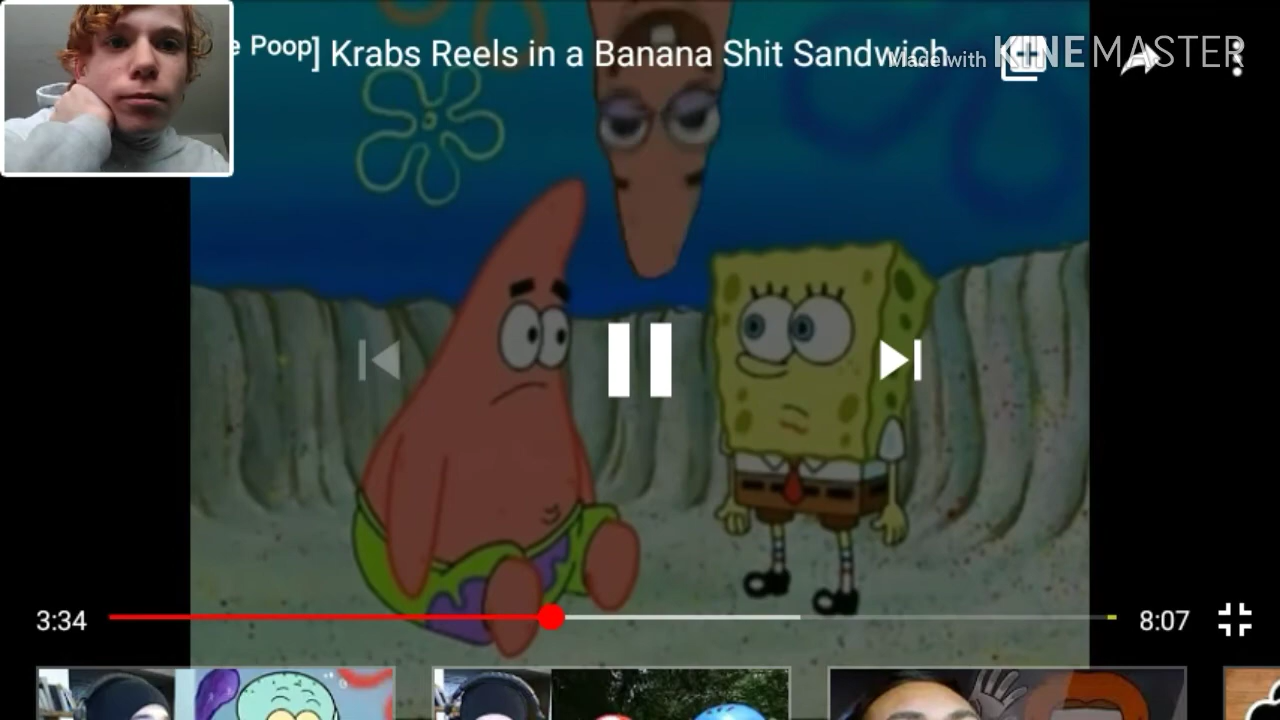 e Poop] Krabs Reels in a Banana Shit Sandwich
Made with KINEMASTER
3:34
8:07